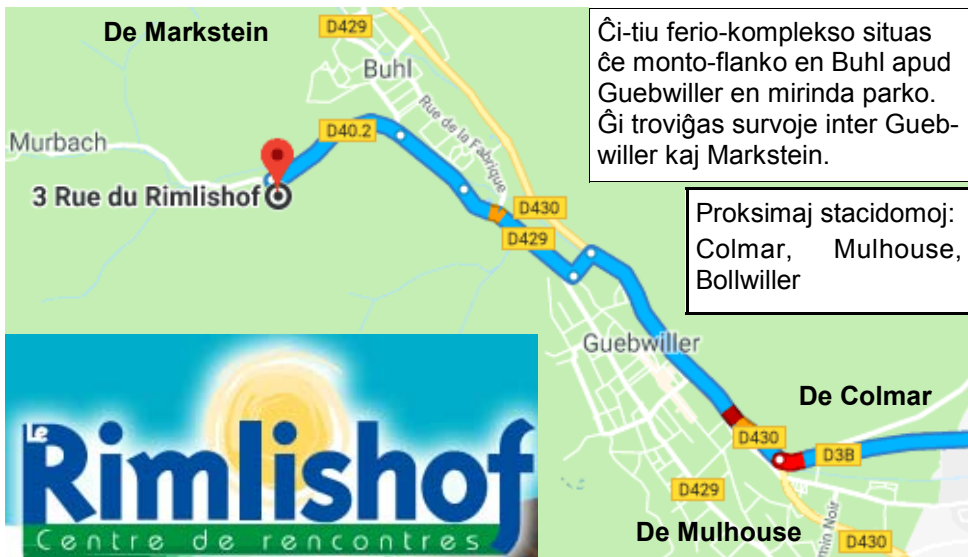 De Markstein
D429
Buhl
Ĉi-tiu ferio-komplekso situas
ĉe monto-flanko en Buhl apud
Guebwiller en mirinda parko.
Ĝi troviĝas survoje inter Gueb-
willer kaj Markstein.
D40.2
Rue de la Fabrique
Murbach
3 Rue du Rimlishof
D430
D429
Proksimaj stacidomoj:
Colmar, Mulhouse,
Bollwiller
Guebwiller
De Colmar
D430
D3B
D429
De Mulhouse
min Noir
D430
Le
Rimlishof
Centre de rencontres